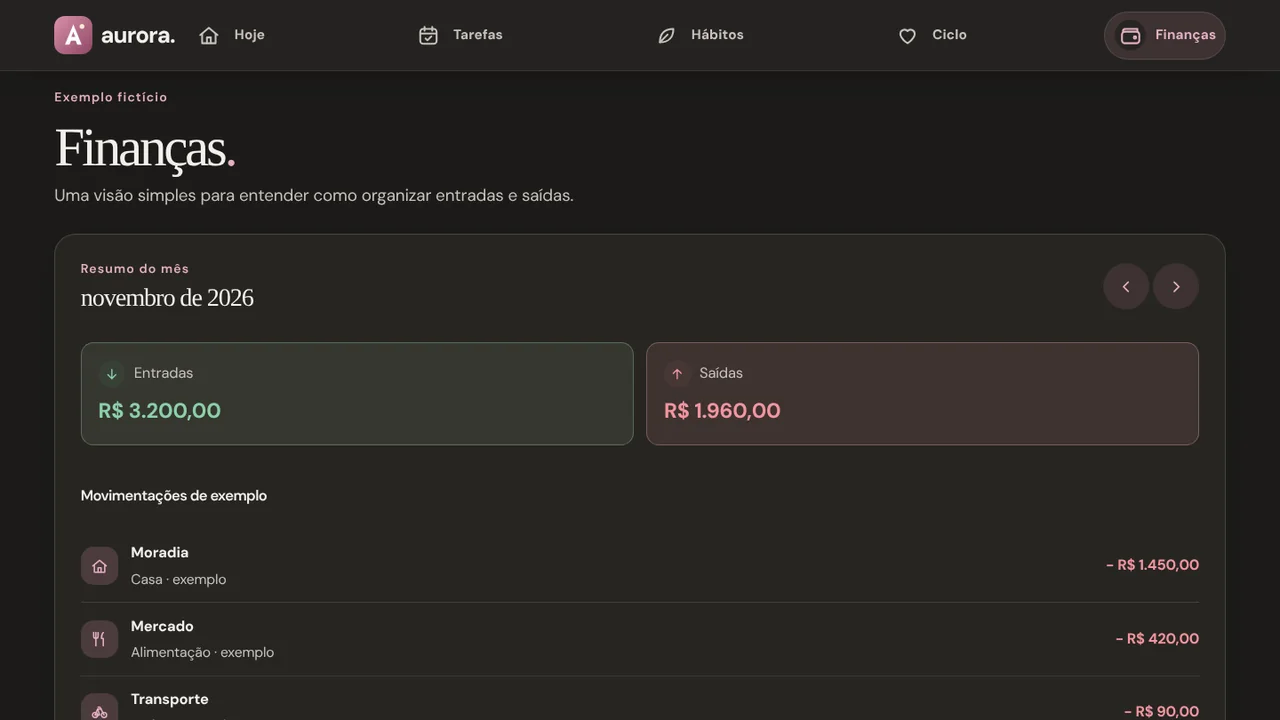 aurora.
Hoje
Tarefas
Hábitos
Ciclo
Finanças
Exemplo fictício
Finanças.
Uma visão simples para entender como organizar entradas e saídas.
Resumo do mês
novembro de 2026
Entradas
R$ 3.200,00
Saídas
R$ 1.960,00
Movimentações de exemplo
Moradia
Casa · exemplo
- R$ 1.450,00
Mercado
Alimentação · exemplo
- R$ 420,00
Transporte
- R$ 90,00